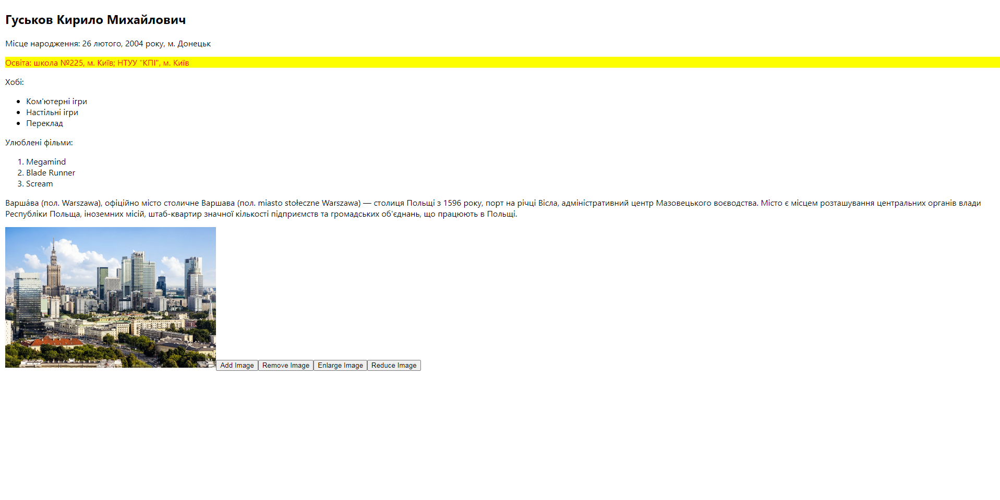 Гуськов Кирило Михайлович
Місце народження: 26 лютого, 2004 року, м. Донецьк
Освіта: школа №225, м. Київ; НТУУ "КПІ", м. Київ
Хобі:
Ком'ютерні ігри
Настільні ігри
Переклад
Улюблені фільми:
1. Megamind
2. Blade Runner
3. Scream
Варша́ва (пол. Warszawa), офіційно місто столичне Варшава (пол. miasto stołeczne Warszawa) — столиця Польщі з 1596 року, порт на річці Вісла, адміністративний центр Мазовецького воєводства. Місто є місцем розташування центральних органів влади
Республіки Польща, іноземних місій, штаб-квартир значної кількості підприємств та громадських об'єднань, що працюють в Польщі.
Add Image Remove Image Enlarge Image Reduce Image